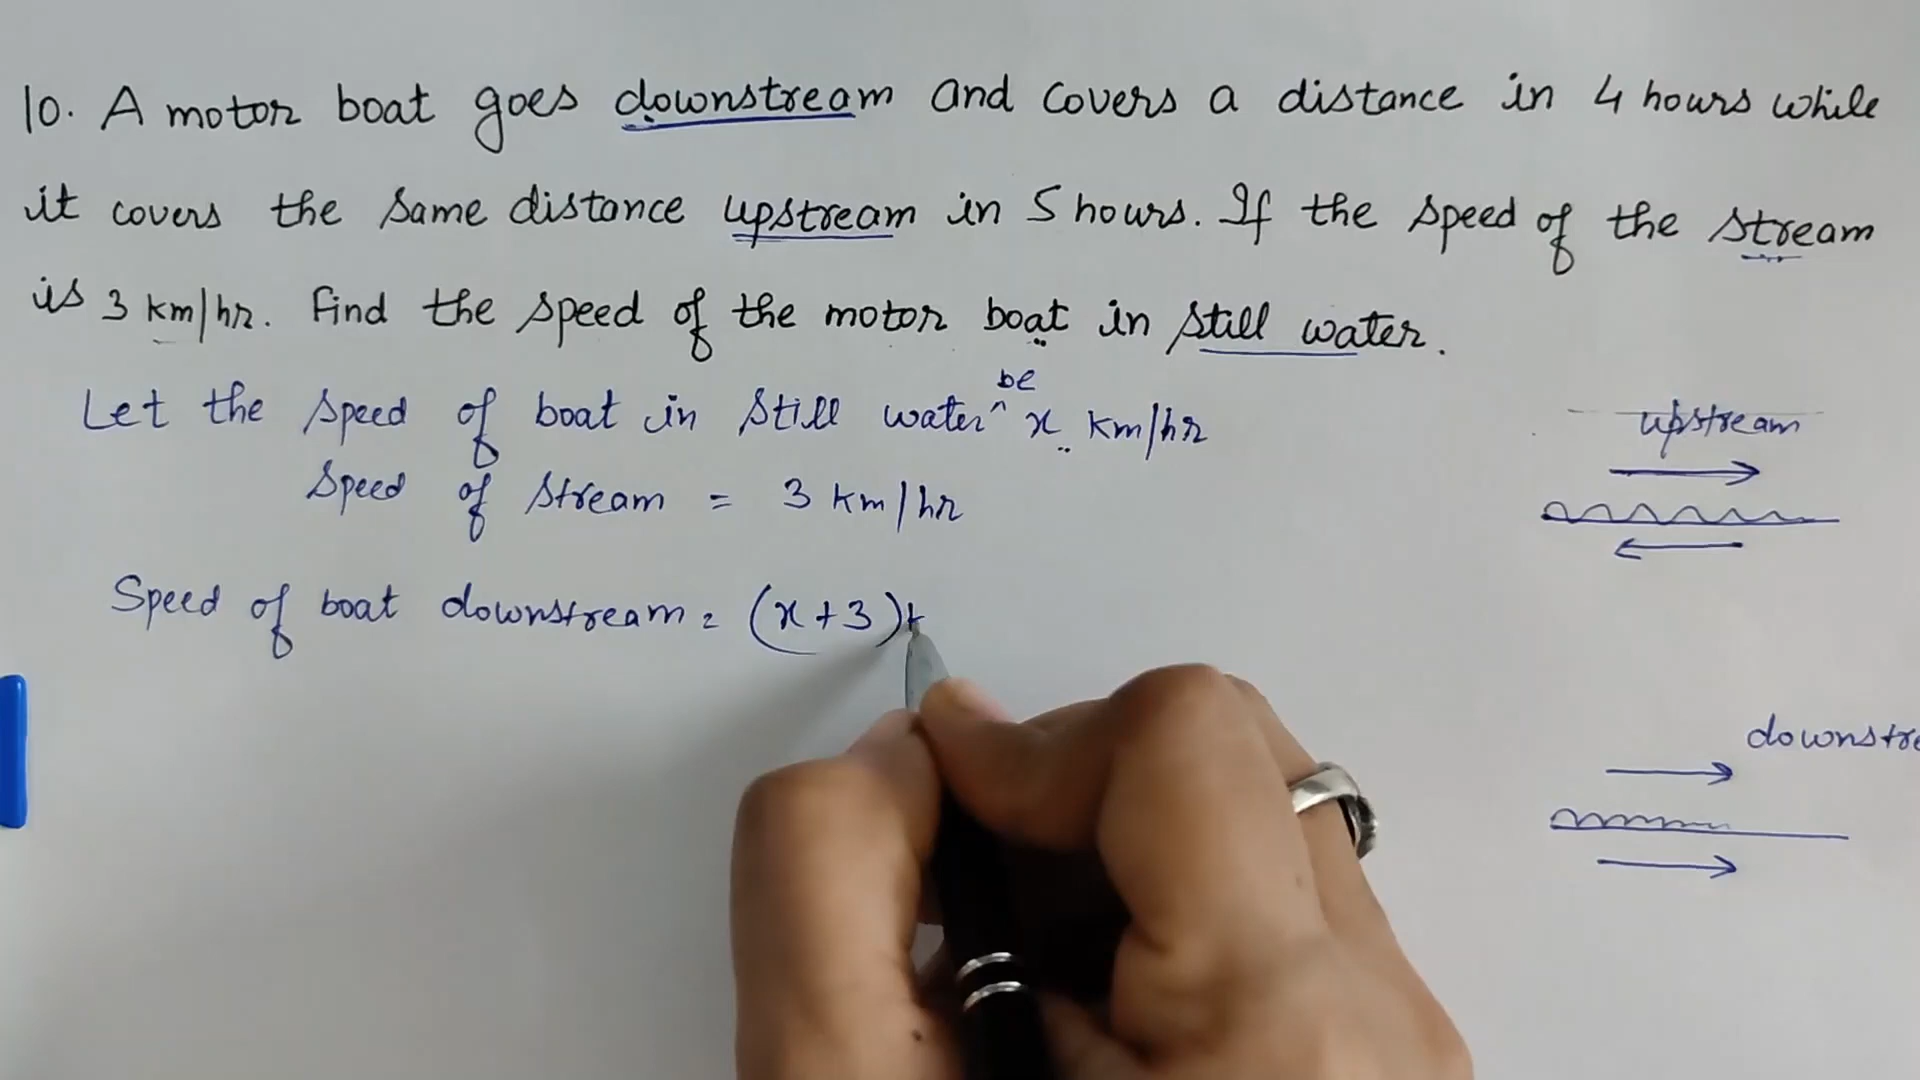 10. A motor boat goes downstream and covers a distance in 4 hours while
it covers the same distance upstream in 5 hours. If the speed of the stream
is 3 km/hr. Find the speed of the motor boat in still water.
Let the speed of boat in still water ^ be x km/hr
Speed of stream = 3 km/hr
Speed of boat downstream = (x+3)
upstream
downstre